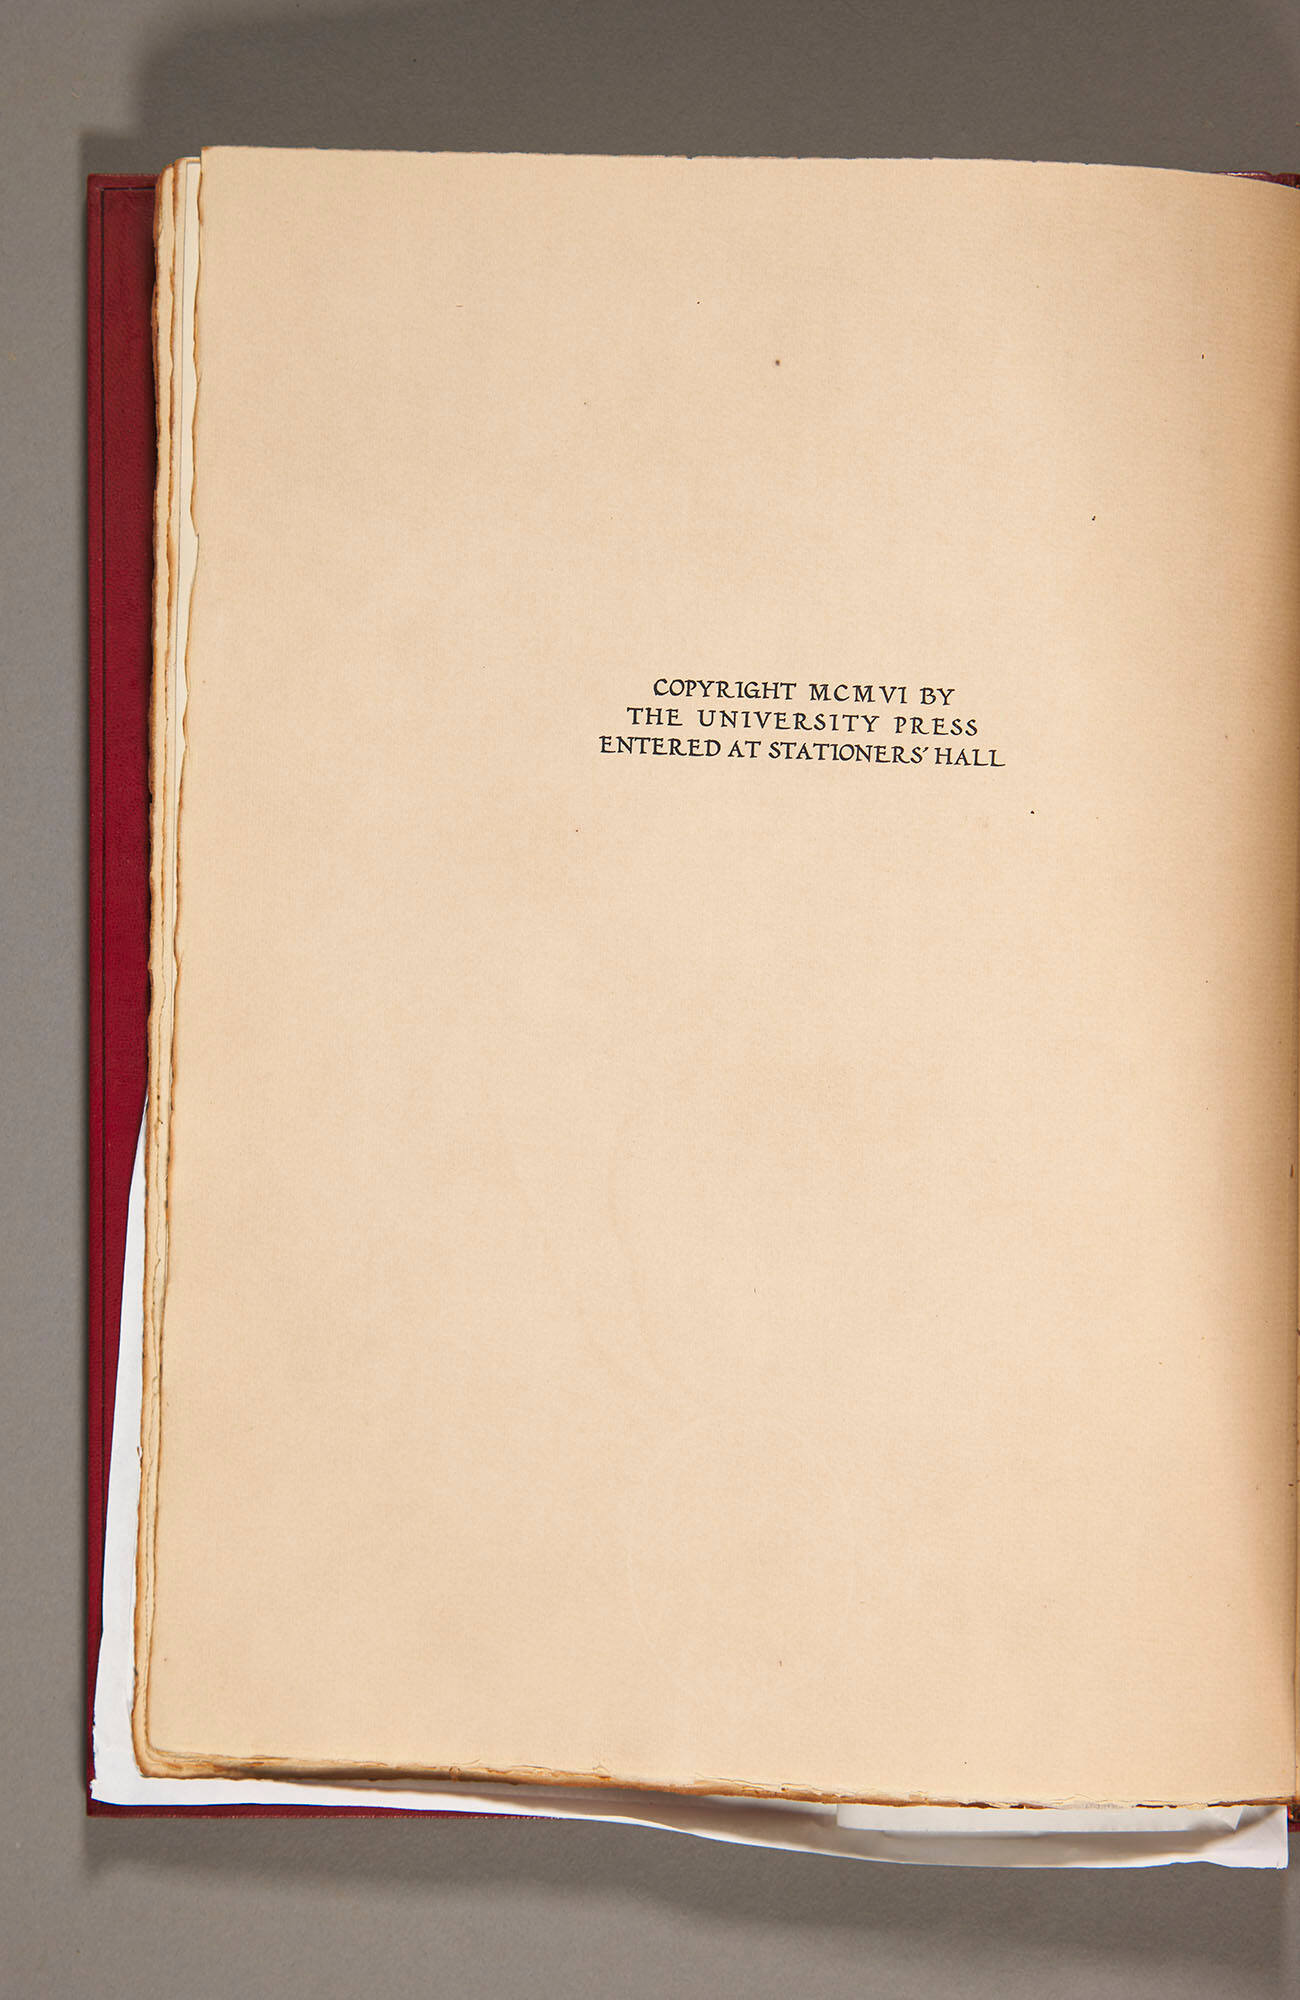 COPYRIGHT MCMVI BY
THE UNIVERSITY PRESS
ENTERED AT STATIONERS' HALL